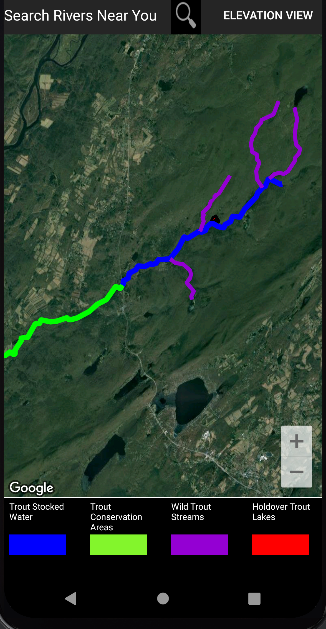 Search Rivers Near You
ELEVATION VIEW
+
−
Google
Trout Stocked
Water
Trout
Conservation
Areas
Wild Trout
Streams
Holdover Trout
Lakes